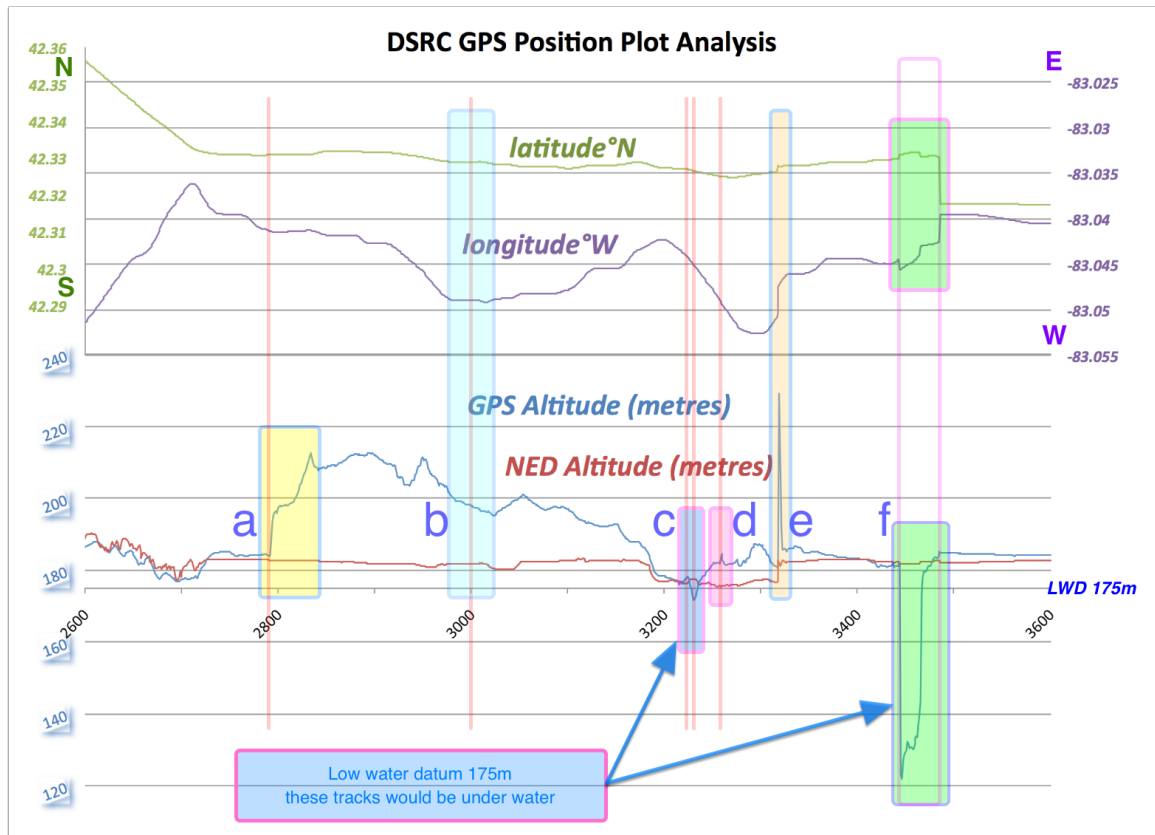 DSRC GPS Position Plot Analysis
42.36
N
E
42.35
-83.025
42.34
-83.03
latitude°N
42.33
-83.035
42.32
-83.04
42.31
longitude°W
42.3
-83.045
S
42.29
-83.05
W
240
-83.055
GPS Altitude (metres)
220
NED Altitude (metres)
200
a
b
c
d
e
f
180
LWD 175m
2600
2800
3000
3200
3400
3600
160
140
Low water datum 175m
these tracks would be under water
120